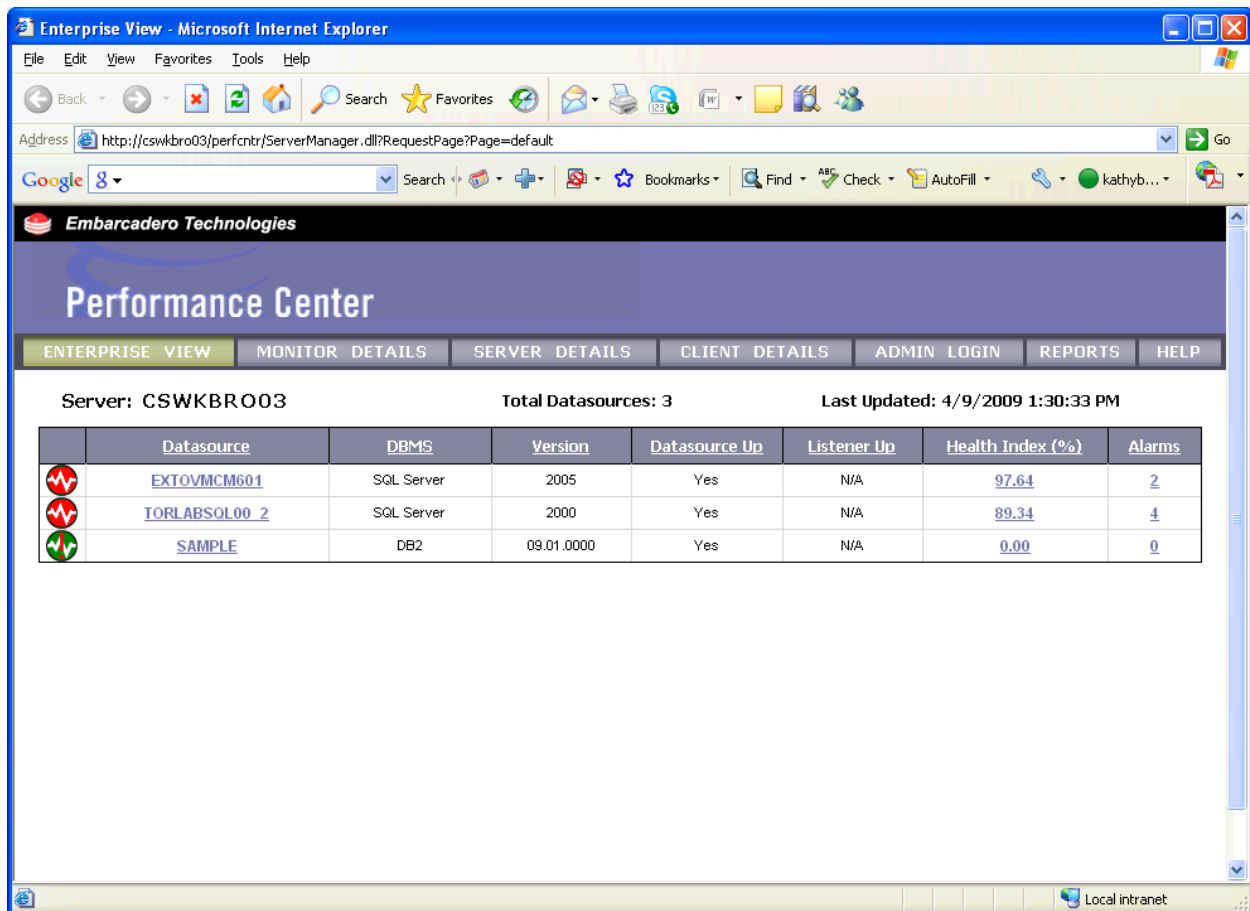 Enterprise View - Microsoft Internet Explorer
File Edit View Favorites Tools Help
Back Search Favorites
Address http://cswkbro03/perfcntr/ServerManager.dll?RequestPage?Page=default Go
Google Search Bookmarks Find ABC Check AutoFill kathyb...
Embarcadero Technologies
Performance Center
ENTERPRISE VIEW MONITOR DETAILS SERVER DETAILS CLIENT DETAILS ADMIN LOGIN REPORTS HELP
Server: CSWKBRO03 Total Datasources: 3 Last Updated: 4/9/2009 1:30:33 PM
Datasource DBMS Version Datasource Up Listener Up Health Index (%) Alarms
EXTOVMCM601 SQL Server 2005 Yes N/A 97.64 2
TORLABSQL00_2 SQL Server 2000 Yes N/A 89.34 4
SAMPLE DB2 09.01.0000 Yes N/A 0.00 0
Local intranet